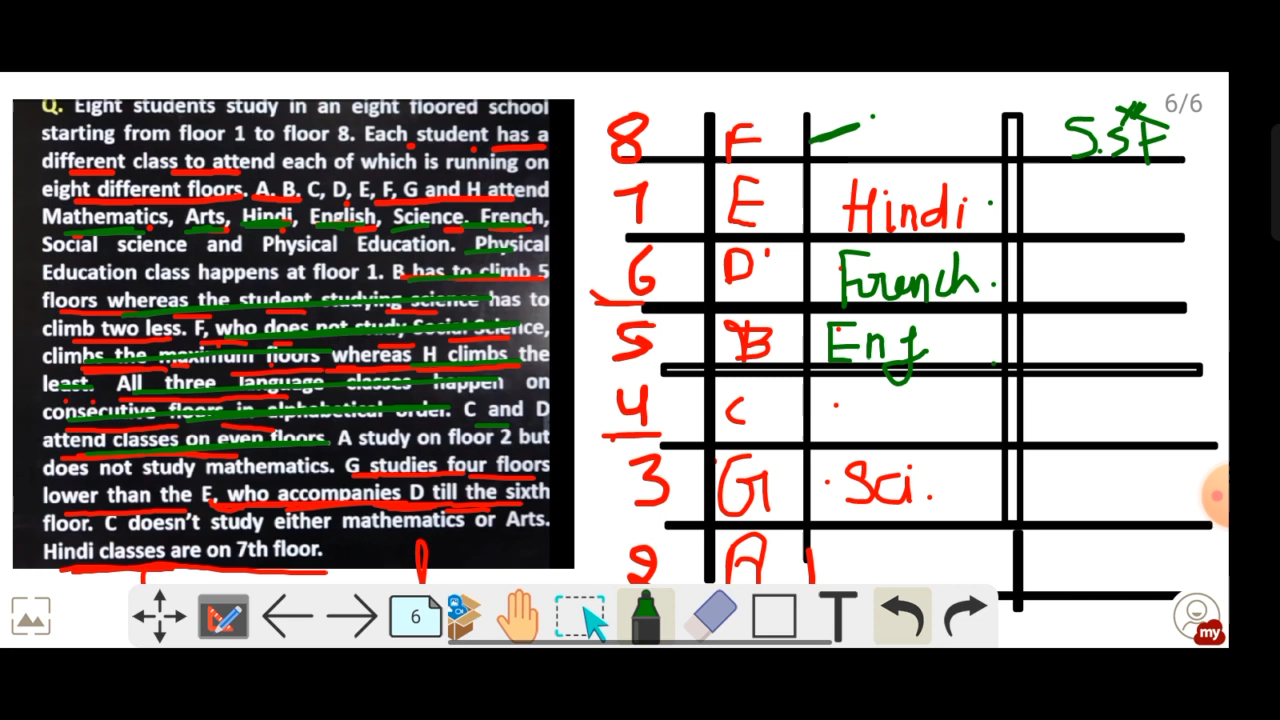 Q. Eight students study in an eight floored school
starting from floor 1 to floor 8. Each student has a
different class to attend each of which is running on
eight different floors. A. B. C, D, E, F, G and H attend
Mathematics, Arts, Hindi, English, Science. French,
Social science and Physical Education. Physical
Education class happens at floor 1. B has to climb 5
floors whereas the student studying science has to
climb two less. F, who does not study Social Science,
climbs the maximum floors whereas H climbs the
least. All three language classes happen on
consecutive floors in alphabetical order. C and D
attend classes on even floors. A study on floor 2 but
does not study mathematics. G studies four floors
lower than the E, who accompanies D till the sixth
floor. C doesn't study either mathematics or Arts.
Hindi classes are on 7th floor.
6/6
8 F S.SF
7 E Hindi
6 D French
5 B Eng
4 C
3 G Sci.
2 A
6
T
my